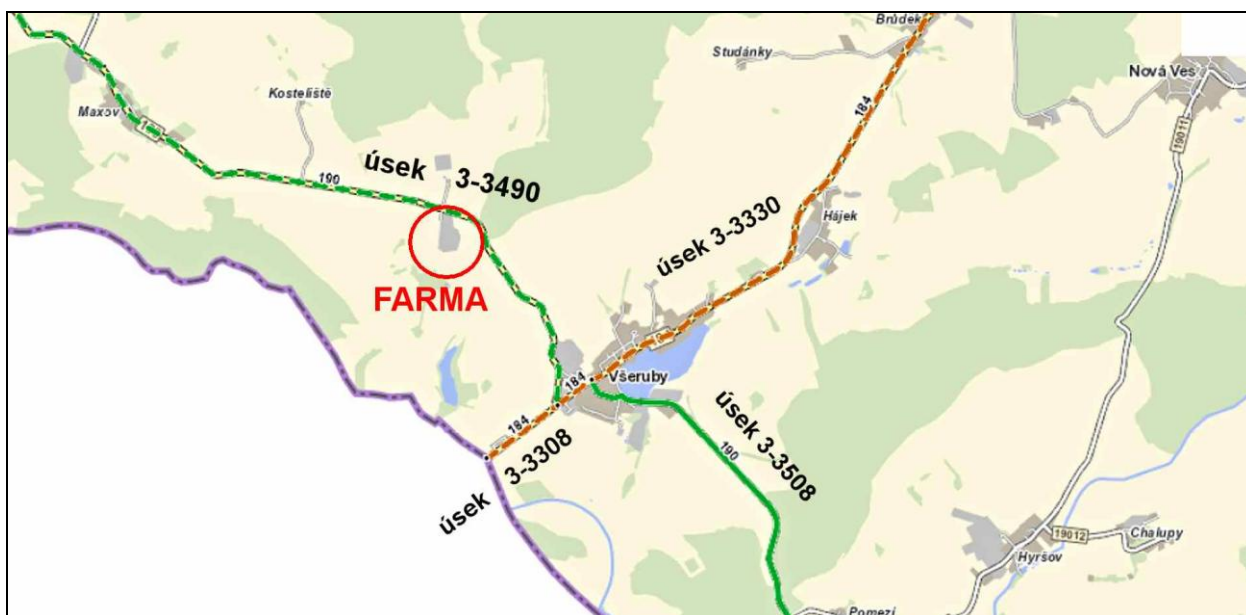 Brůdek
Studánky
Nová Ves
Kosteliště
Maxov
184
19011
190
úsek 3-3490
Hájek
úsek 3-3330
FARMA
184
Všeruby
184
úsek 3-3308
190
úsek 3-3508
19012
Chalupy
Hyršov
Pomezí